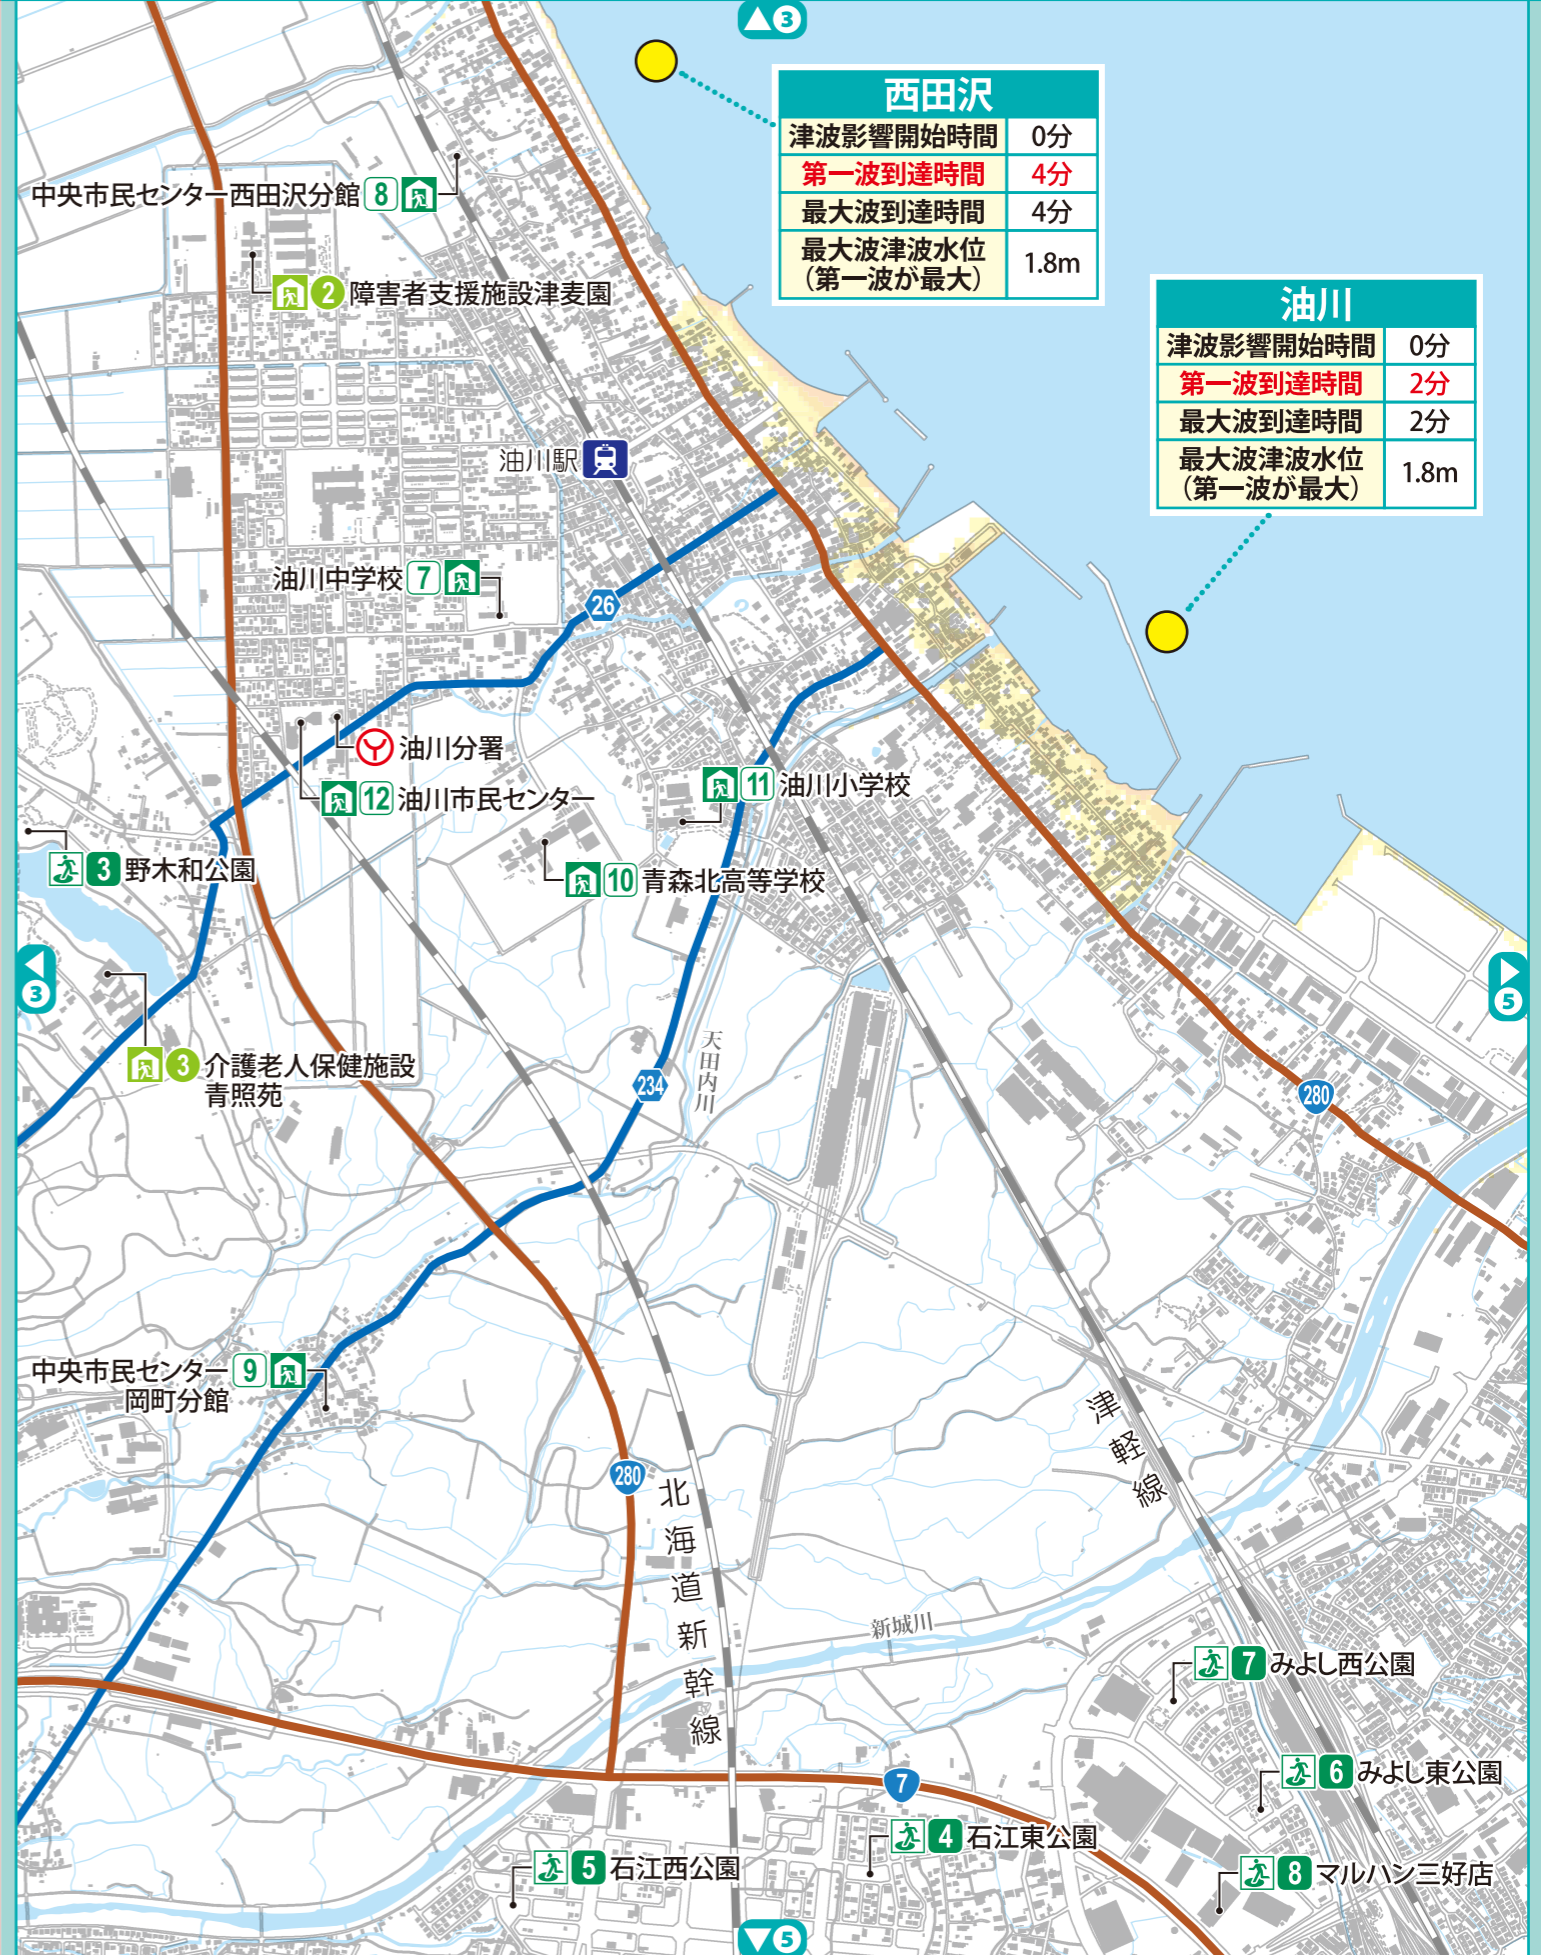 3
西田沢
津波影響開始時間 0分
第一波到達時間 4分
最大波到達時間 4分
最大波津波水位
（第一波が最大） 1.8m
油川
津波影響開始時間 0分
第一波到達時間 2分
最大波到達時間 2分
最大波津波水位
（第一波が最大） 1.8m
中央市民センター西田沢分館 8
2 障害者支援施設津麦園
油川駅
油川中学校 7
26
油川分署
12 油川市民センター
11 油川小学校
3 野木和公園
10 青森北高等学校
3
5
3 介護老人保健施設
青照苑
天田内川
234
280
中央市民センター 9
岡町分館
津軽線
280
北海道新幹線
新城川
7 みよし西公園
6 みよし東公園
7
4 石江東公園
5 石江西公園
8 マルハン三好店
5